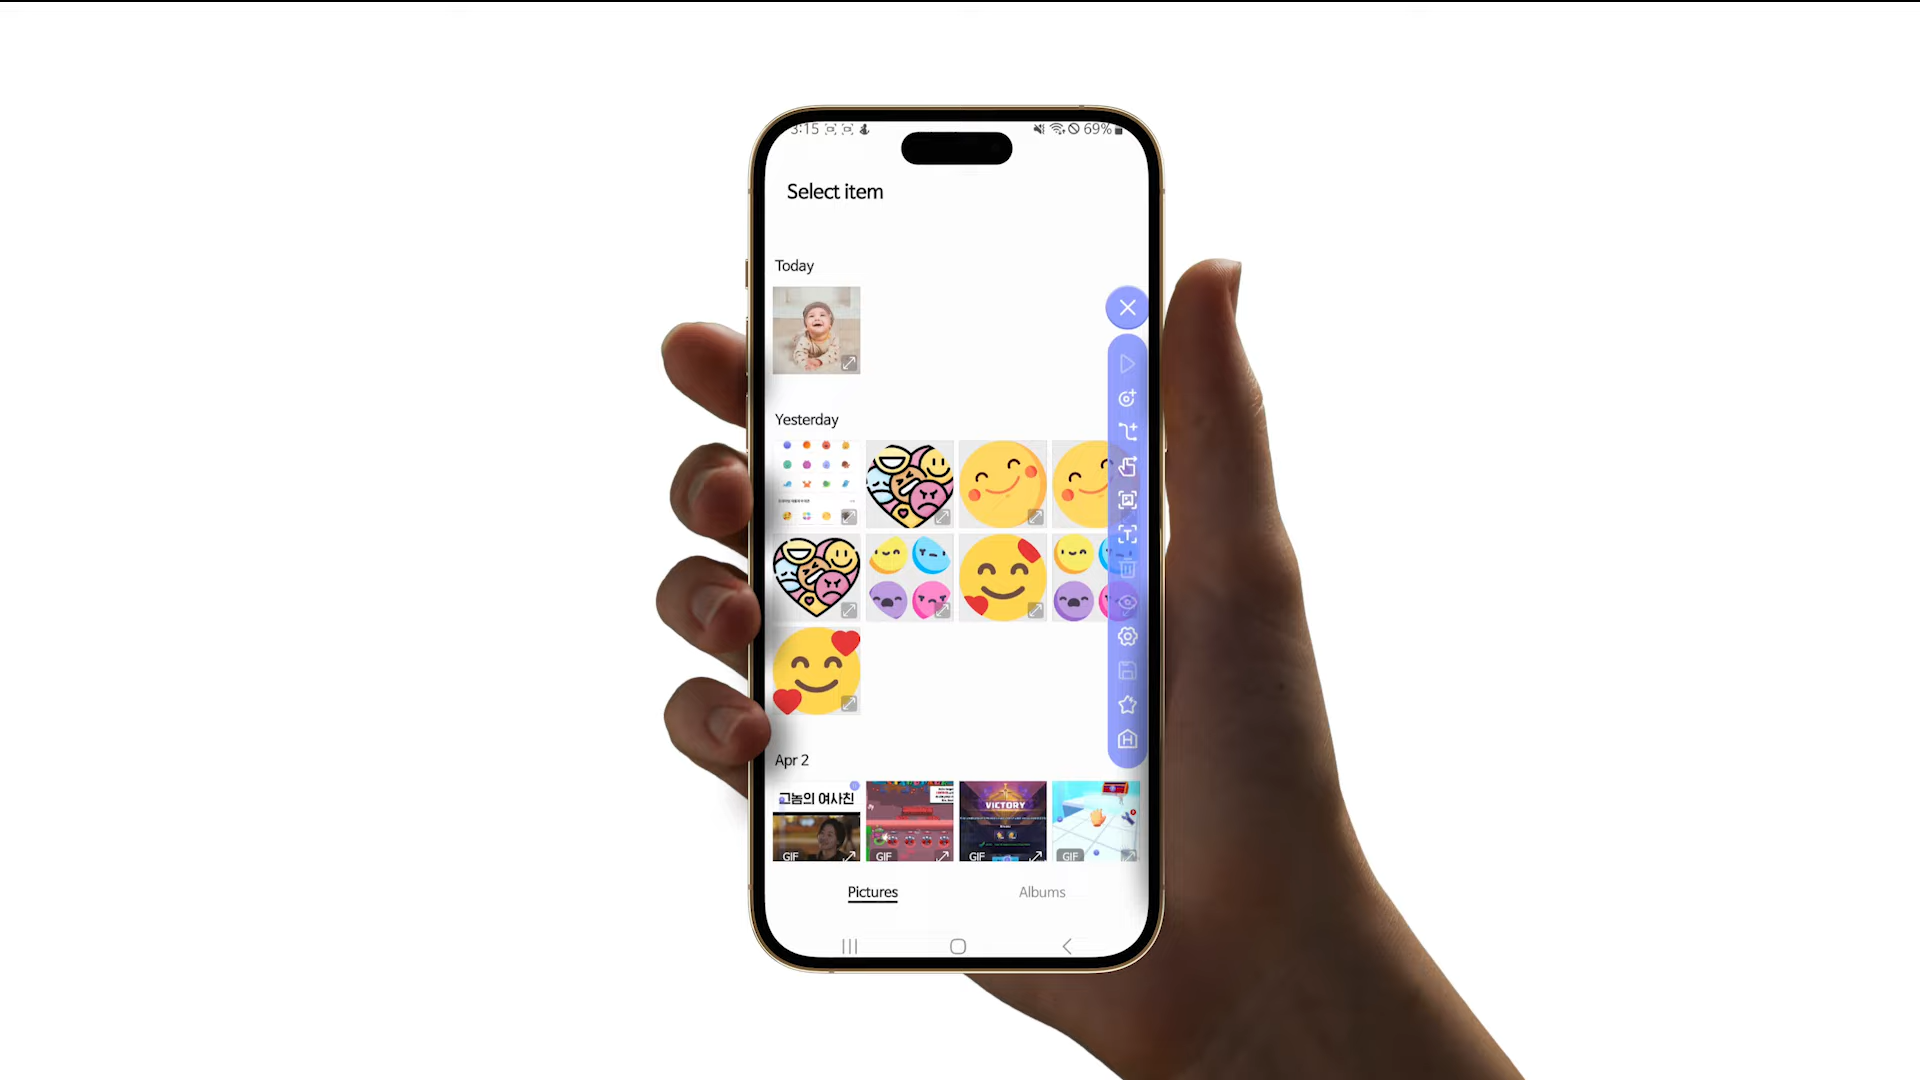 3:15
69%
Select item
Today
Yesterday
Apr 2
그놈의 여사친
VICTORY
GIF
GIF
GIF
GIF
Pictures
Albums